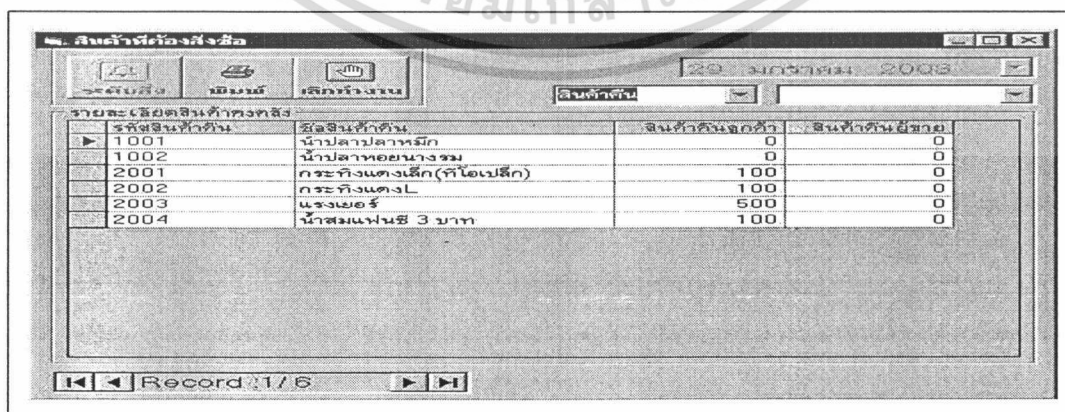 สินค้าที่ต้องสั่งซื้อ
ระดับสั่ง พิมพ์ เลิกทำงาน
29 มกราคม 2003
สินค้าคืน
รายละเอียดสินค้าคงคลัง
รหัสสินค้าคืน ชื่อสินค้าคืน สินค้าคืนลูกค้า สินค้าคืนผู้ขาย
1001 น้ำปลาปลาหมึก 0 0
1002 น้ำปลาหอยนางรม 0 0
2001 กระทิงแดงเล็ก(ทีโอเปล็ก) 100 0
2002 กระทิงแดงL 100 0
2003 แรงเยอร์ 500 0
2004 น้ำสมแฟนซี 3 บาท 100 0
Record :1/6